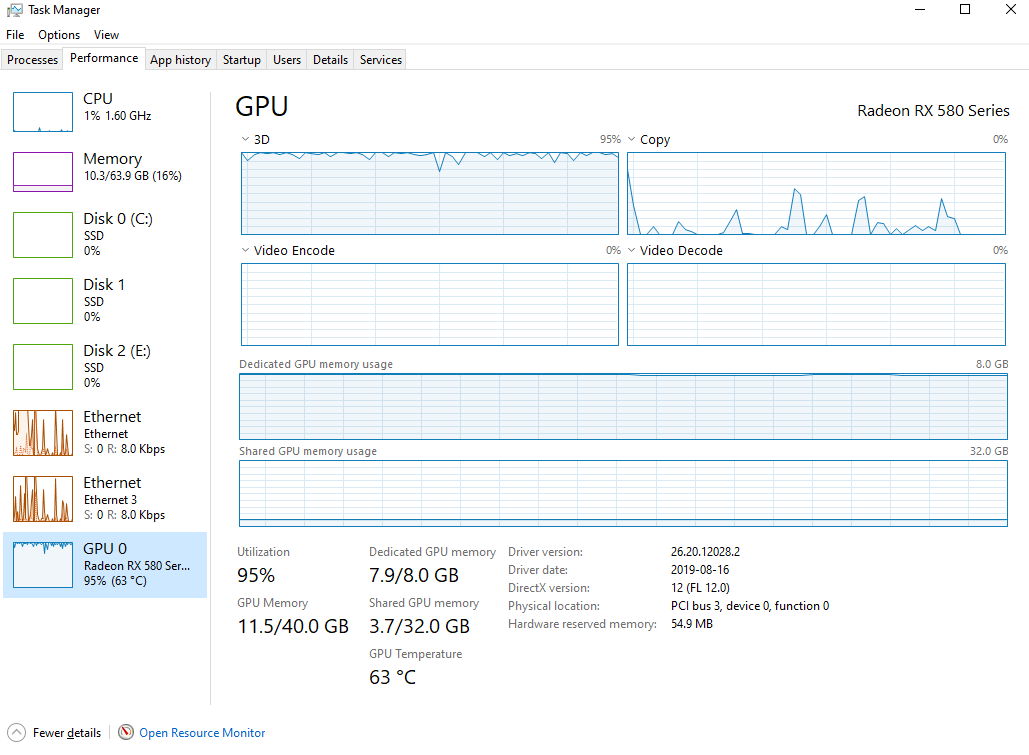 Task Manager
File Options View
Processes Performance App history Startup Users Details Services
CPU
1% 1.60 GHz
Memory
10.3/63.9 GB (16%)
Disk 0 (C:)
SSD
0%
Disk 1
SSD
0%
Disk 2 (E:)
SSD
0%
Ethernet
Ethernet
S: 0 R: 8.0 Kbps
Ethernet
Ethernet 3
S: 0 R: 8.0 Kbps
GPU 0
Radeon RX 580 Ser...
95% (63 °C)
GPU
Radeon RX 580 Series
3D 95%
Copy 0%
Video Encode 0%
Video Decode 0%
Dedicated GPU memory usage 8.0 GB
Shared GPU memory usage 32.0 GB
Utilization
95%
GPU Memory
11.5/40.0 GB
Dedicated GPU memory
7.9/8.0 GB
Shared GPU memory
3.7/32.0 GB
GPU Temperature
63 °C
Driver version: 26.20.12028.2
Driver date: 2019-08-16
DirectX version: 12 (FL 12.0)
Physical location: PCI bus 3, device 0, function 0
Hardware reserved memory: 54.9 MB
Fewer details
Open Resource Monitor